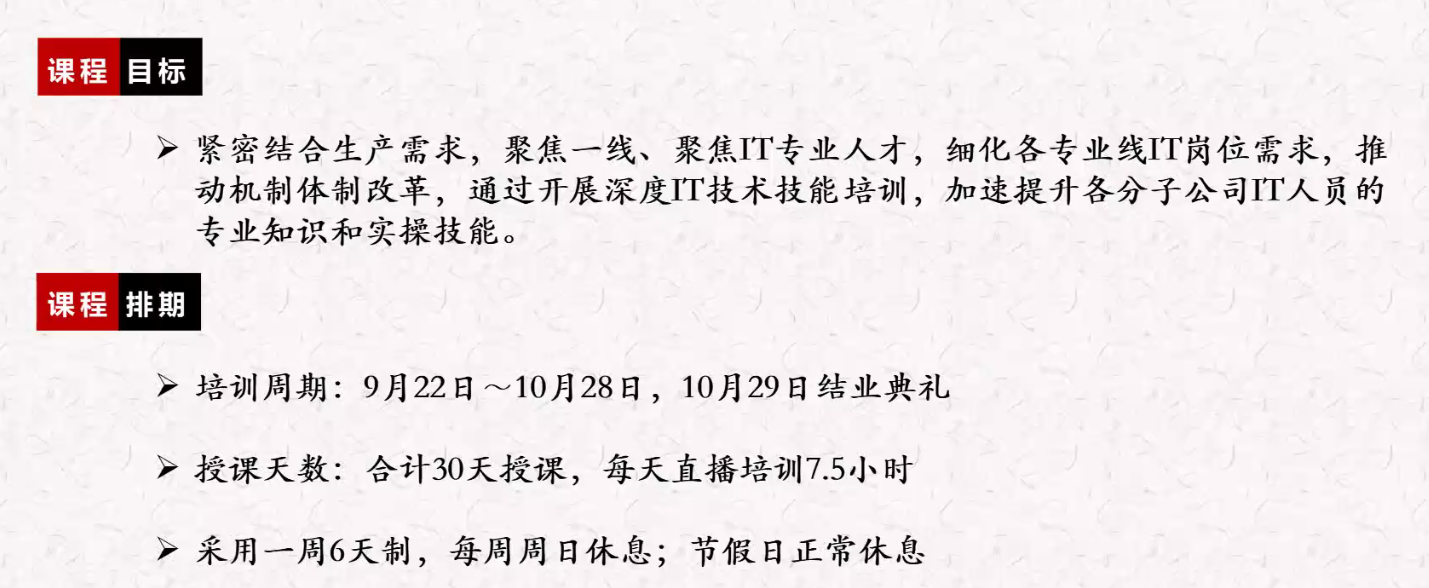 课程 目标
➢ 紧密结合生产需求，聚焦一线、聚焦IT专业人才，细化各专业线IT岗位需求，推
动机制体制改革，通过开展深度IT技术技能培训，加速提升各分子公司IT人员的
专业知识和实操技能。
课程 排期
➢ 培训周期：9月22日～10月28日，10月29日结业典礼
➢ 授课天数：合计30天授课，每天直播培训7.5小时
➢ 采用一周6天制，每周周日休息；节假日正常休息